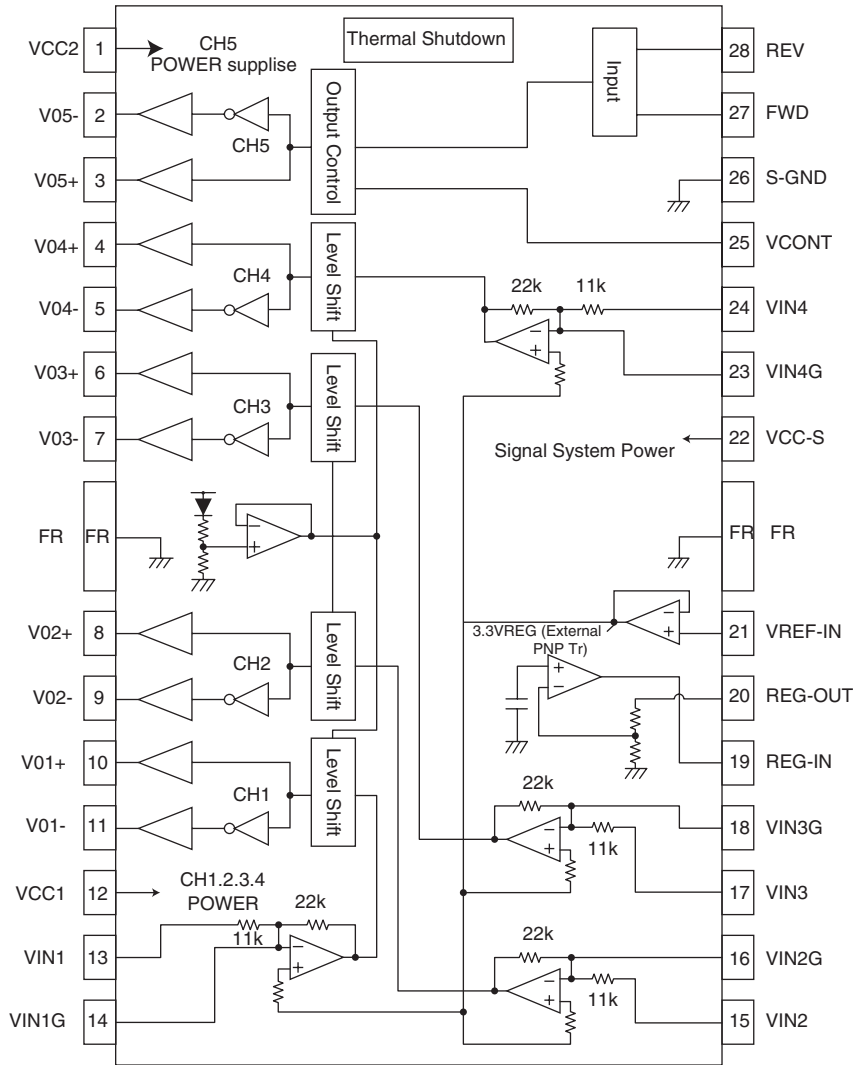 Thermal Shutdown
VCC2 1
CH5
POWER supplise
28 REV
V05- 2
CH5
Output Control
Input
27 FWD
V05+ 3
26 S-GND
V04+ 4
25 VCONT
CH4
Level Shift
V04- 5
22k
11k
24 VIN4
−
+
V03+ 6
23 VIN4G
CH3
Level Shift
V03- 7
Signal System Power
22 VCC-S
FR FR
−
+
FR FR
V02+ 8
3.3VREG (External
PNP Tr)
−
+
21 VREF-IN
CH2
Level Shift
V02- 9
+
−
20 REG-OUT
V01+ 10
19 REG-IN
CH1
Level Shift
V01- 11
22k
−
+
11k
18 VIN3G
VCC1 12
CH1.2.3.4
POWER
17 VIN3
VIN1 13
11k
22k
−
+
22k
16 VIN2G
VIN1G 14
−
+
11k
15 VIN2